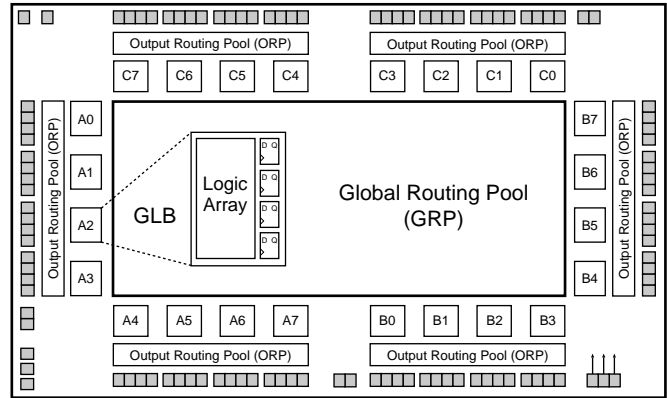 Output Routing Pool (ORP) Output Routing Pool (ORP)
C7 C6 C5 C4 C3 C2 C1 C0
Output Routing Pool (ORP)
A0
A1
A2
A3
GLB
Logic
Array
D Q
D Q
D Q
D Q
Global Routing Pool
(GRP)
B7
B6
B5
B4
Output Routing Pool (ORP)
A4 A5 A6 A7 B0 B1 B2 B3
Output Routing Pool (ORP) Output Routing Pool (ORP)